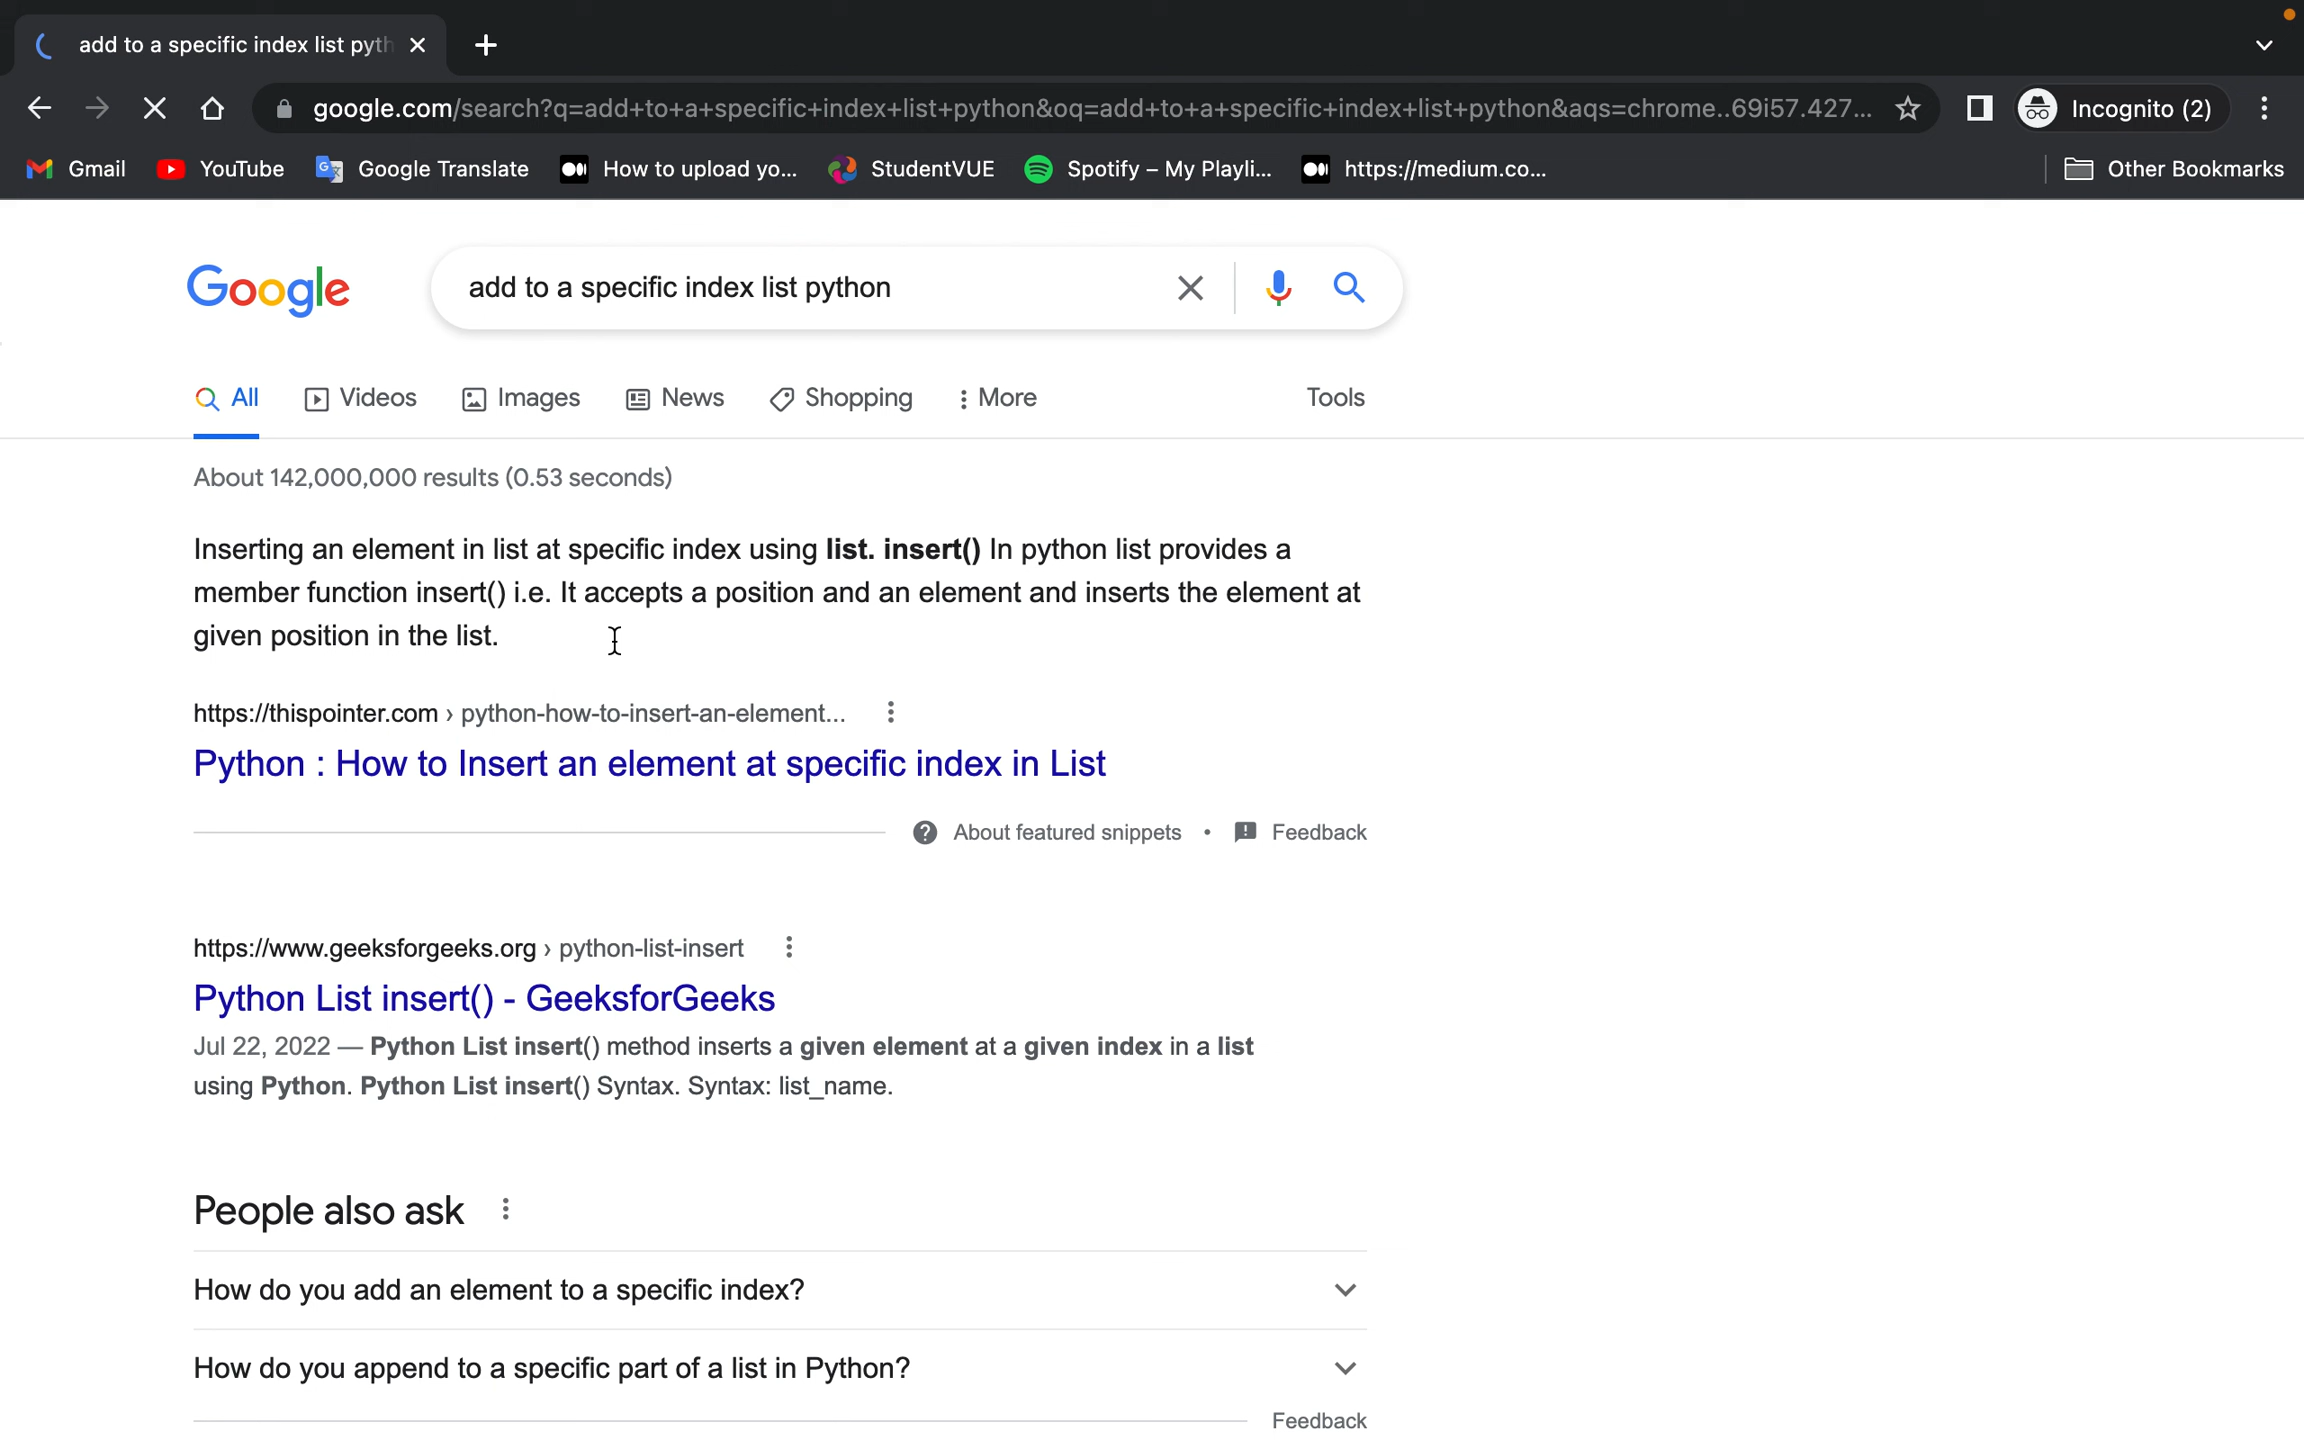 add to a specific index list pyth
google.com/search?q=add+to+a+specific+index+list+python&oq=add+to+a+specific+index+list+python&aqs=chrome..69i57.427...
Incognito (2)
Gmail
YouTube
Google Translate
How to upload yo...
StudentVUE
Spotify – My Playli...
https://medium.co...
Other Bookmarks
Google
add to a specific index list python
All
Videos
Images
News
Shopping
More
Tools
About 142,000,000 results (0.53 seconds)
Inserting an element in list at specific index using list. insert() In python list provides a
member function insert() i.e. It accepts a position and an element and inserts the element at
given position in the list.
https://thispointer.com › python-how-to-insert-an-element...
Python : How to Insert an element at specific index in List
About featured snippets • Feedback
https://www.geeksforgeeks.org › python-list-insert
Python List insert() - GeeksforGeeks
Jul 22, 2022 — Python List insert() method inserts a given element at a given index in a list
using Python. Python List insert() Syntax. Syntax: list_name.
People also ask
How do you add an element to a specific index?
How do you append to a specific part of a list in Python?
Feedback